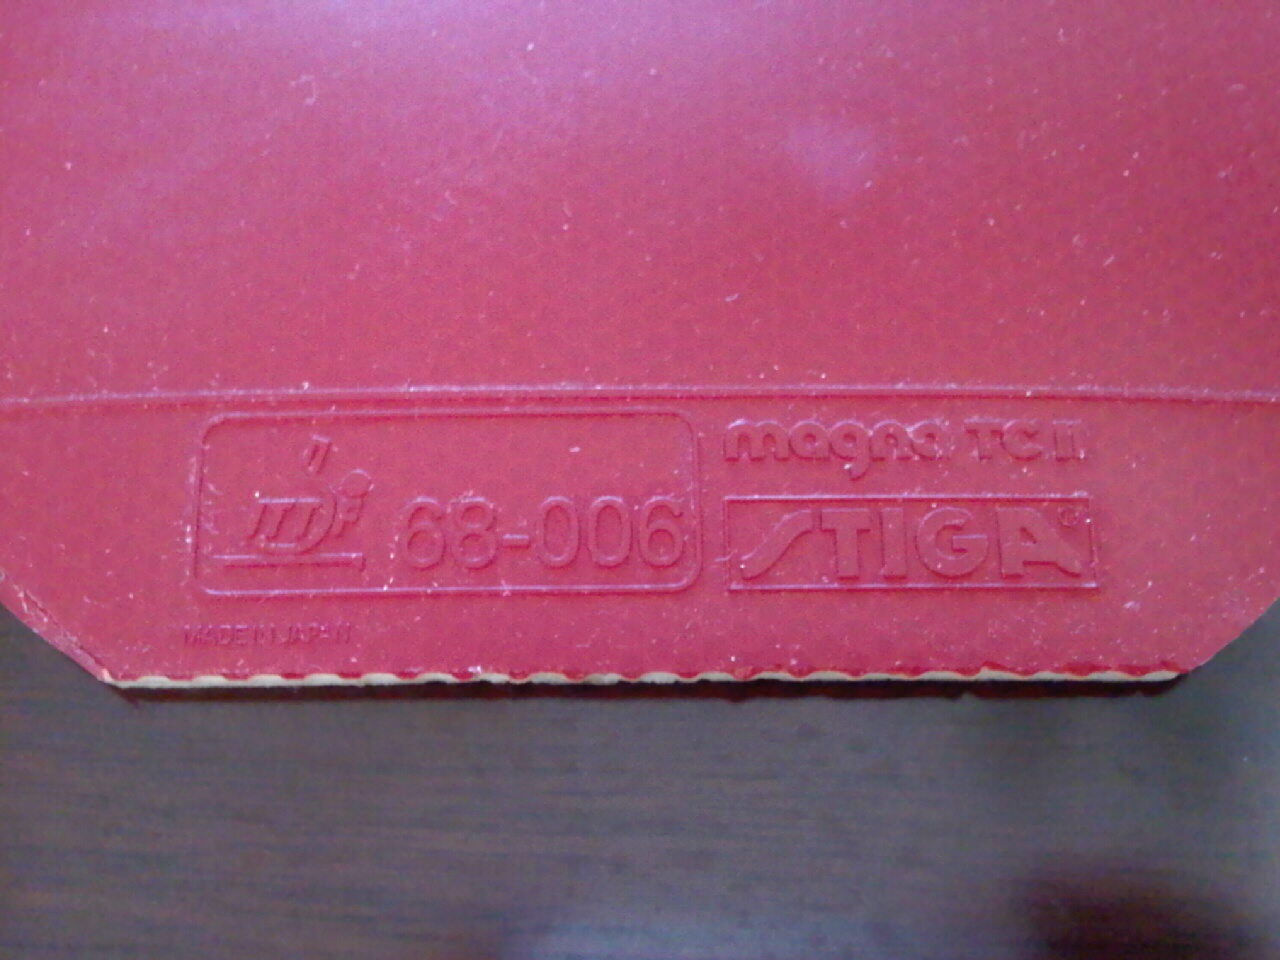 magna TC II
ITTF 68-006
STIGA®
MADE IN JAPAN